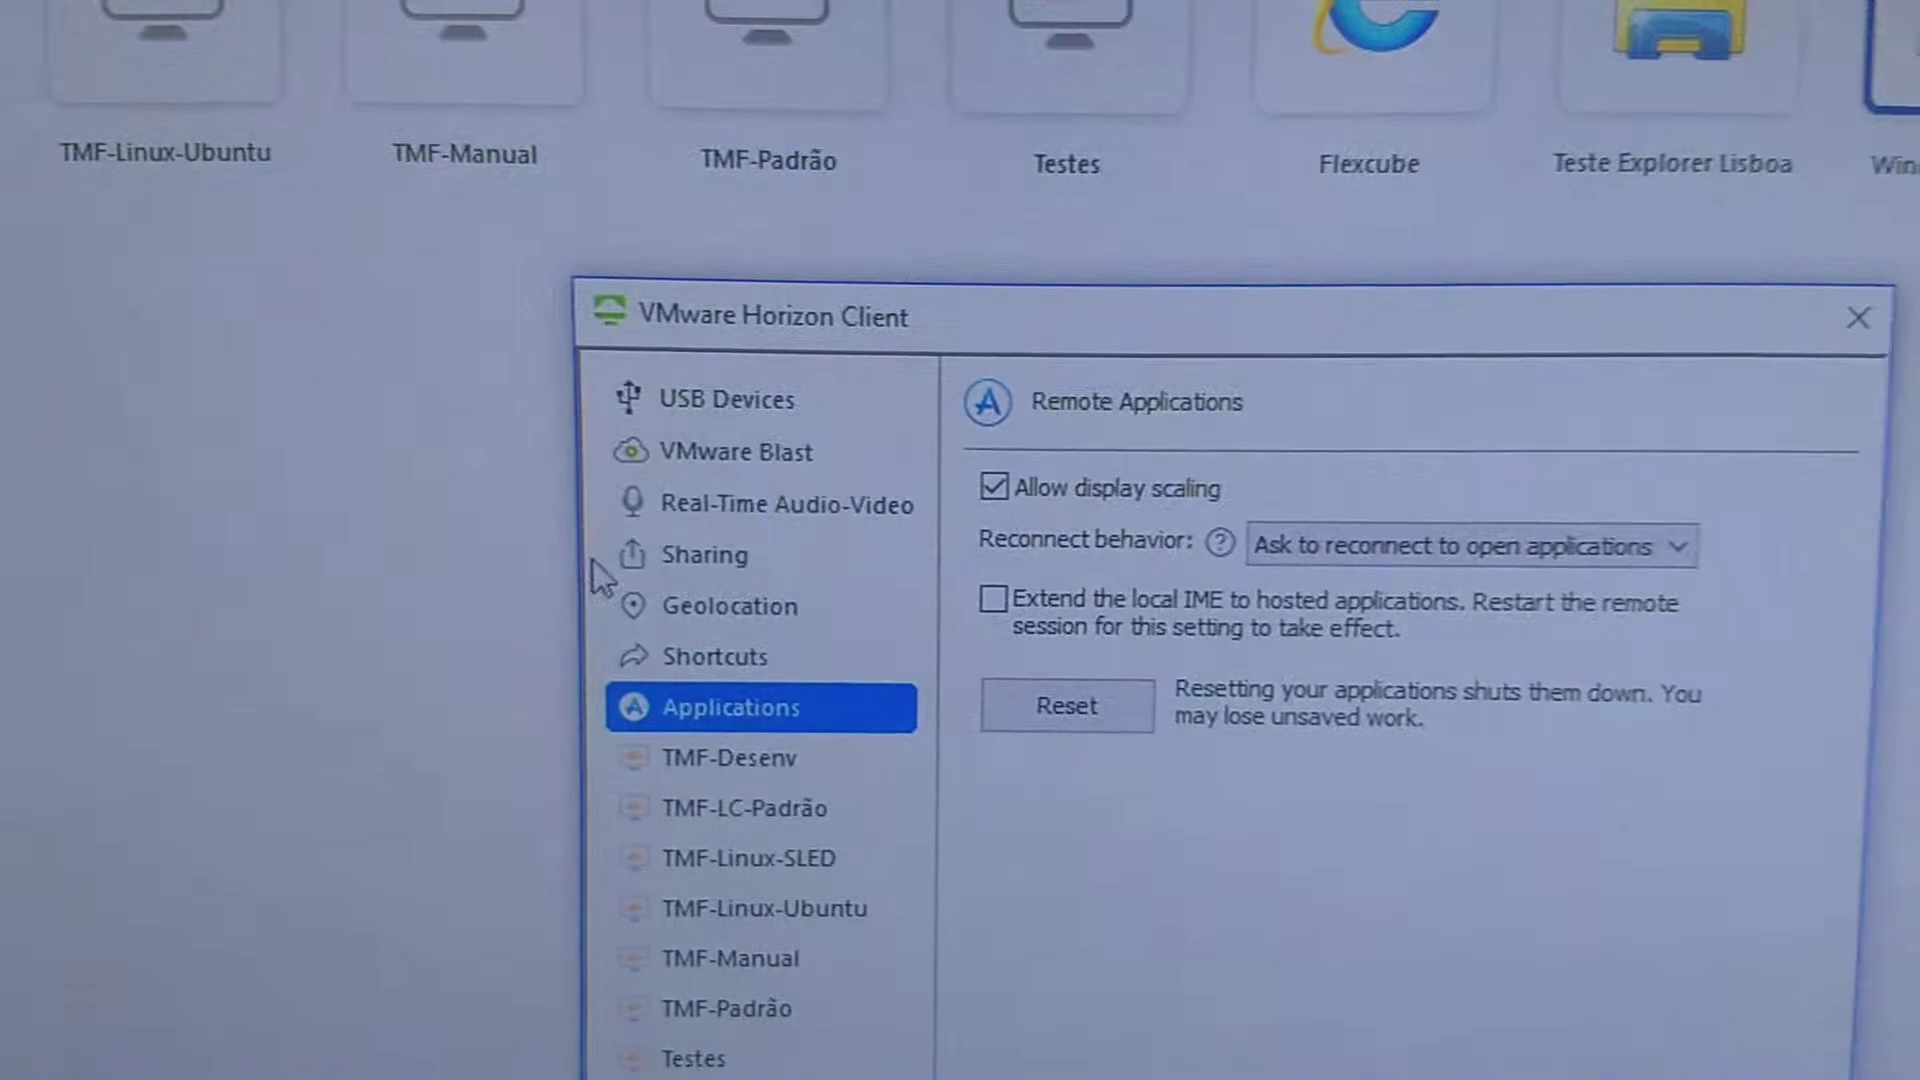 TMF-Linux-Ubuntu
TMF-Manual
TMF-Padrão
Testes
Flexcube
Teste Explorer Lisboa
VMware Horizon Client
USB Devices
VMware Blast
Real-Time Audio-Video
Sharing
Geolocation
Shortcuts
Applications
TMF-Desenv
TMF-LC-Padrão
TMF-Linux-SLED
TMF-Linux-Ubuntu
TMF-Manual
TMF-Padrão
Testes
Remote Applications
Allow display scaling
Reconnect behavior: ? Ask to reconnect to open applications
Extend the local IME to hosted applications. Restart the remote
session for this setting to take effect.
Reset
Resetting your applications shuts them down. You
may lose unsaved work.